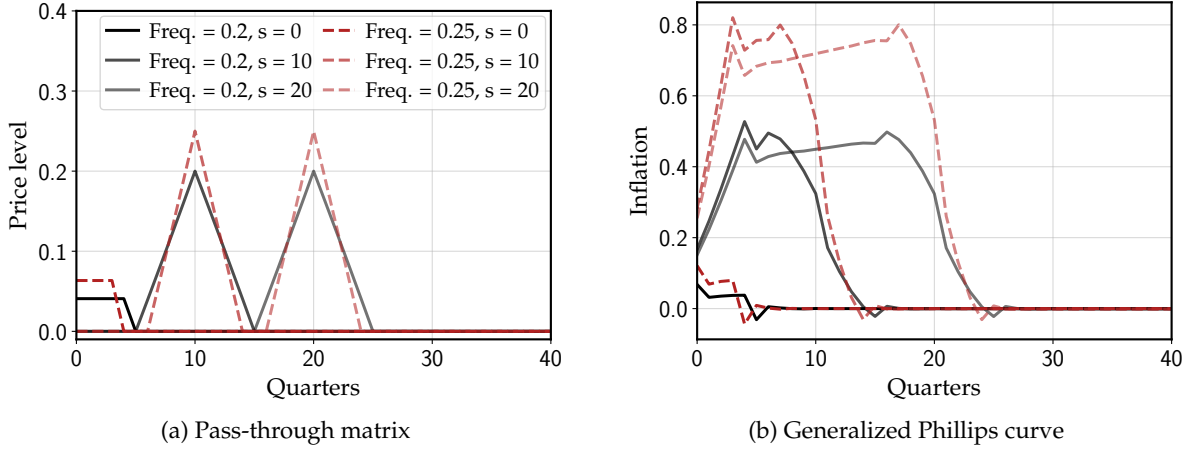 Freq. = 0.2, s = 0
Freq. = 0.2, s = 10
Freq. = 0.2, s = 20
Freq. = 0.25, s = 0
Freq. = 0.25, s = 10
Freq. = 0.25, s = 20
Price level
0.4
0.3
0.2
0.1
0.0
0 10 20 30 40
Quarters
(a) Pass-through matrix
Inflation
0.8
0.6
0.4
0.2
0.0
0 10 20 30 40
Quarters
(b) Generalized Phillips curve